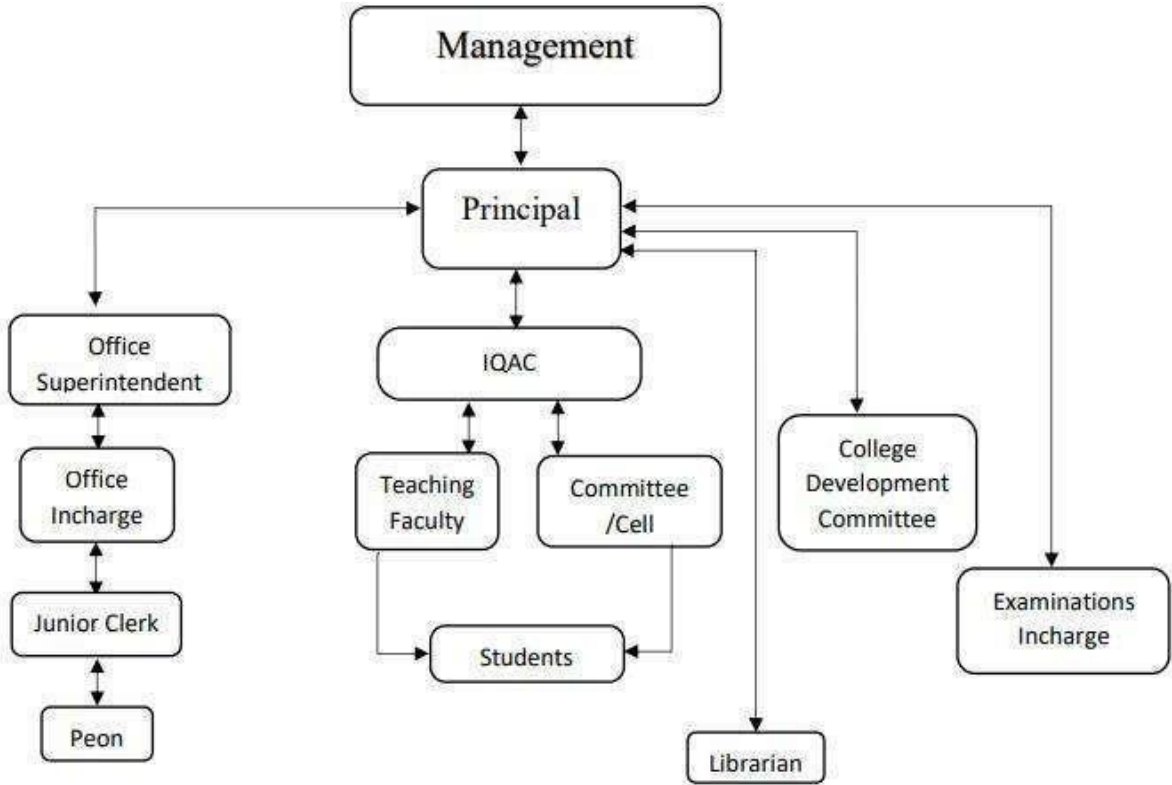 Management
Principal
Office
Superintendent
IQAC
College
Development
Committee
Office
Incharge
Teaching
Faculty
Committee
/Cell
Examinations
Incharge
Junior Clerk
Students
Peon
Librarian